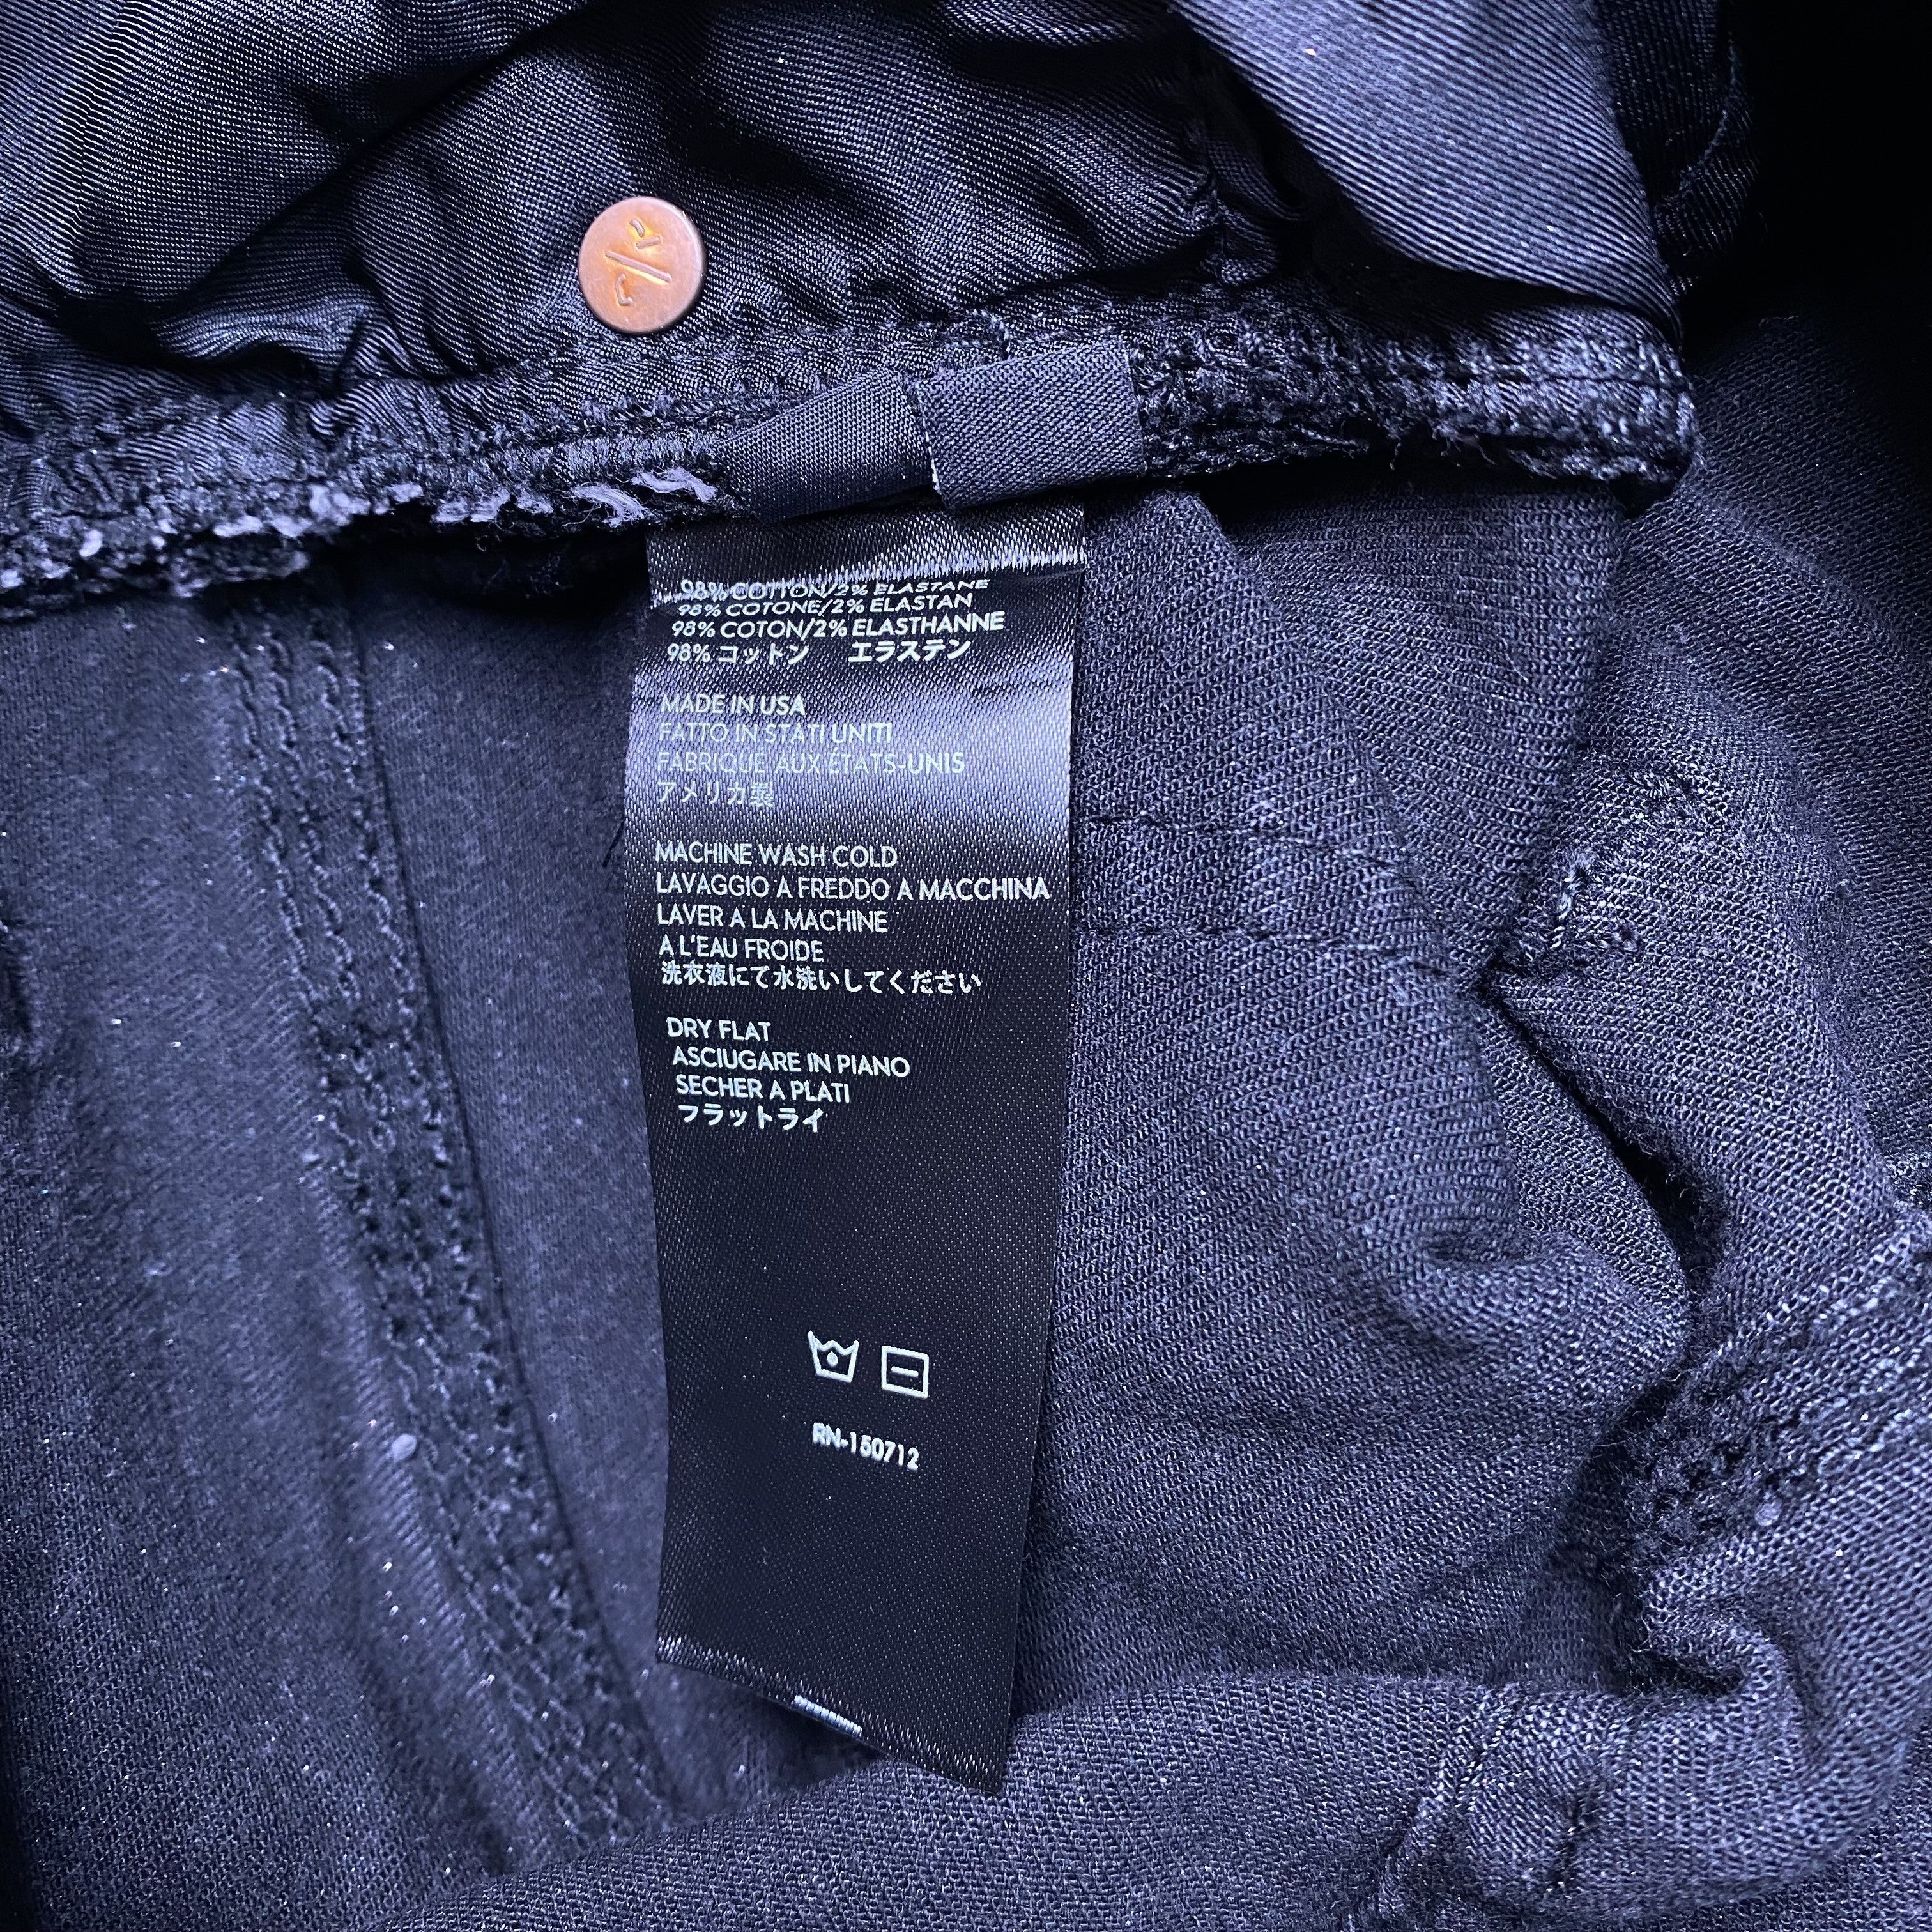 98% COTTON/2% ELASTANE
98% COTONE/2% ELASTAN
98% COTON/2% ELASTHANNE
98% コットン エラステン
MADE IN USA
FATTO IN STATI UNITI
FABRIQUE AUX ÉTATS-UNIS
アメリカ製
MACHINE WASH COLD
LAVAGGIO A FREDDO A MACCHINA
LAVER A LA MACHINE
A L'EAU FROIDE
洗衣液にて水洗いしてください
DRY FLAT
ASCIUGARE IN PIANO
SECHER A PLATI
フラットライ
RN-150712